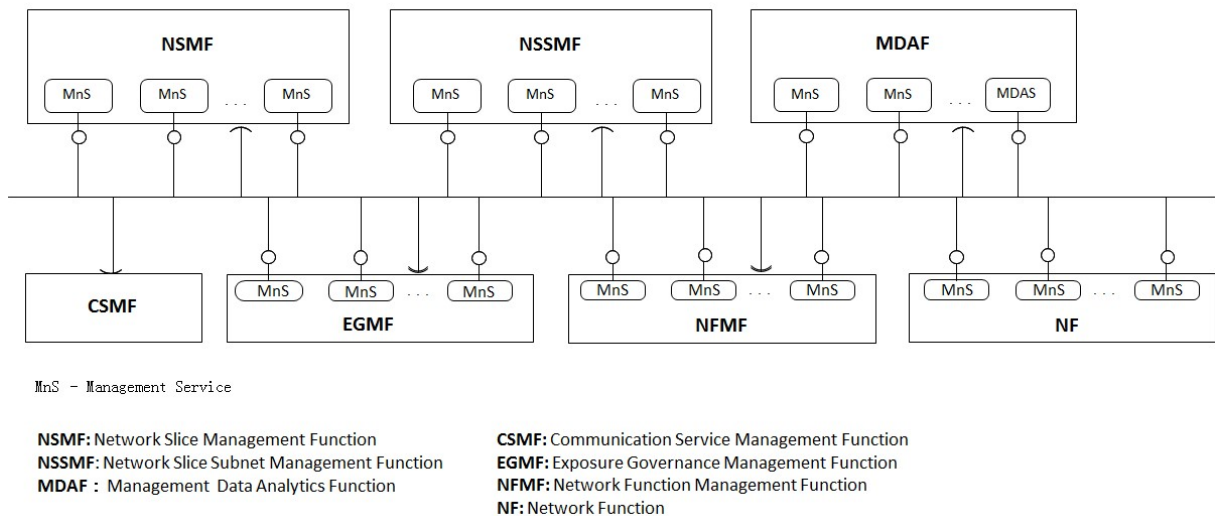 NSMF
MnS MnS ... MnS
NSSMF
MnS MnS ... MnS
MDAF
MnS MnS ... MDAS
CSMF
MnS MnS ... MnS
EGMF
MnS MnS ... MnS
NFMF
MnS MnS ... MnS
NF
MnS - Management Service
NSMF: Network Slice Management Function
NSSMF: Network Slice Subnet Management Function
MDAF : Management Data Analytics Function
CSMF: Communication Service Management Function
EGMF: Exposure Governance Management Function
NFMF: Network Function Management Function
NF: Network Function